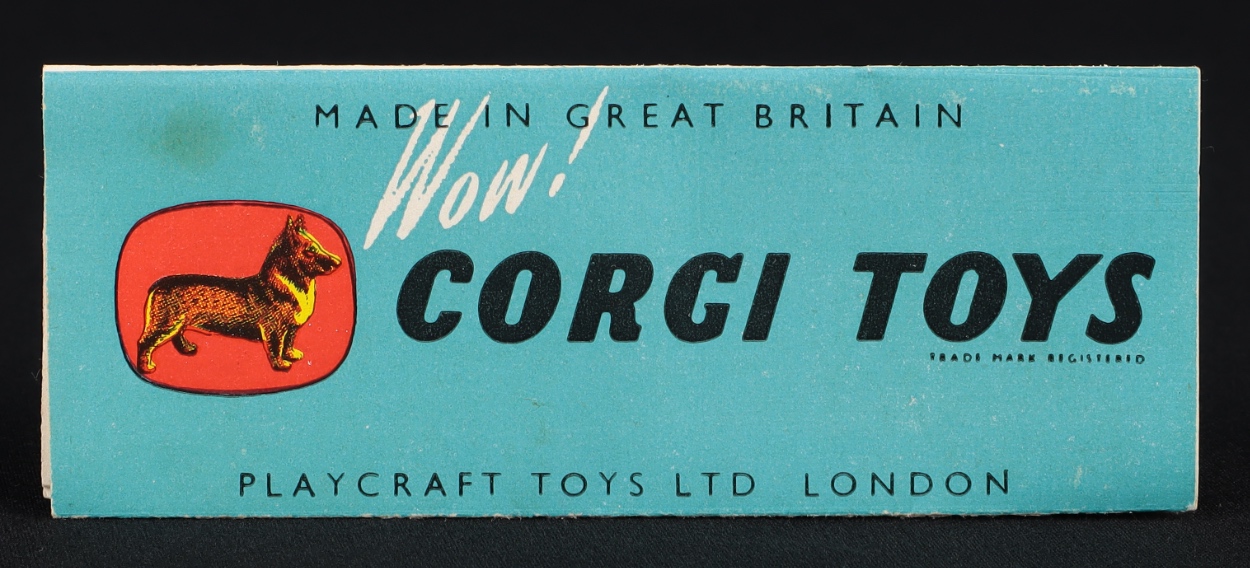 MADE IN GREAT BRITAIN
Wow!
CORGI TOYS
TRADE MARK REGISTERED
PLAYCRAFT TOYS LTD LONDON